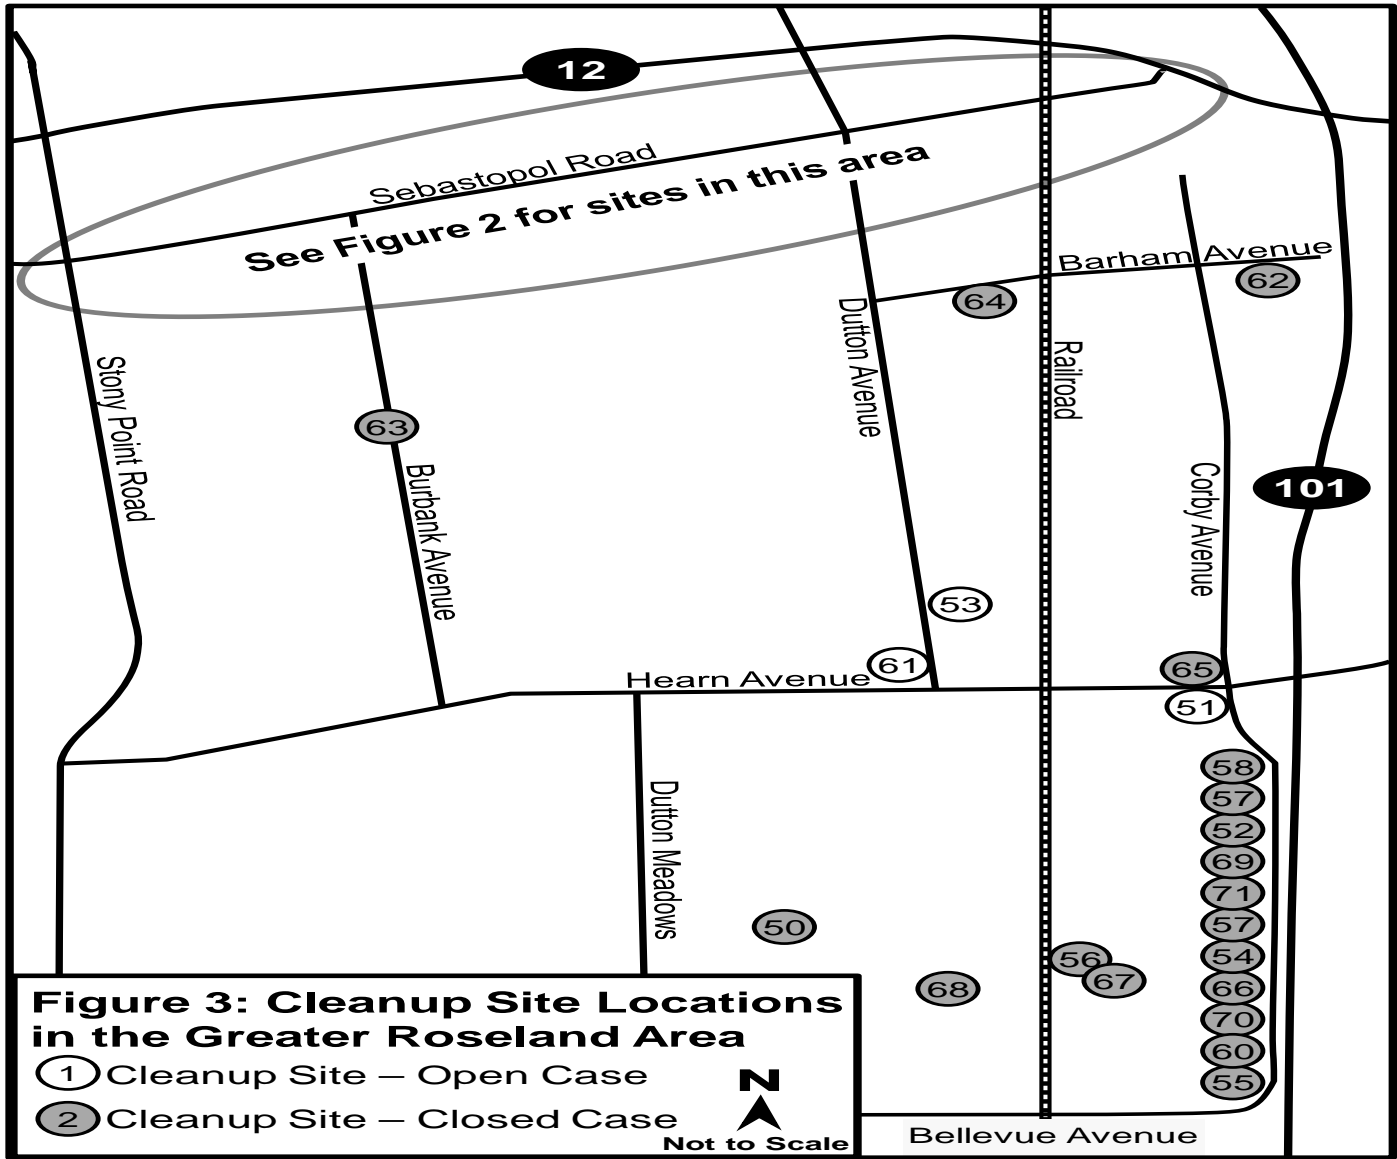 12
Sebastopol Road
See Figure 2 for sites in this area
Barham Avenue
62
64
Dutton Avenue
Railroad
Stony Point Road
63
Burbank Avenue
Corby Avenue
101
53
61
65
Hearn Avenue
51
58
57
52
69
71
57
54
66
70
60
55
Dutton Meadows
50
56
67
68
Figure 3: Cleanup Site Locations
in the Greater Roseland Area
1 Cleanup Site – Open Case
2 Cleanup Site – Closed Case
N
Not to Scale
Bellevue Avenue